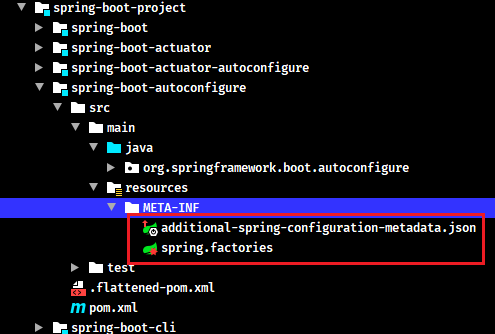 spring-boot-project
spring-boot
spring-boot-actuator
spring-boot-actuator-autoconfigure
spring-boot-autoconfigure
src
main
java
org.springframework.boot.autoconfigure
resources
META-INF
additional-spring-configuration-metadata.json
spring.factories
test
.flattened-pom.xml
pom.xml
spring-boot-cli